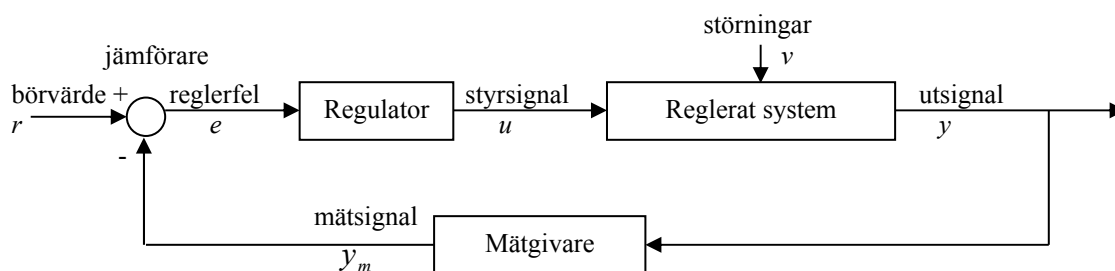 störningar
v
jämförare
börvärde + reglerfel Regulator styrsignal Reglerat system utsignal
r e u y
-
mätsignal
y_m Mätgivare